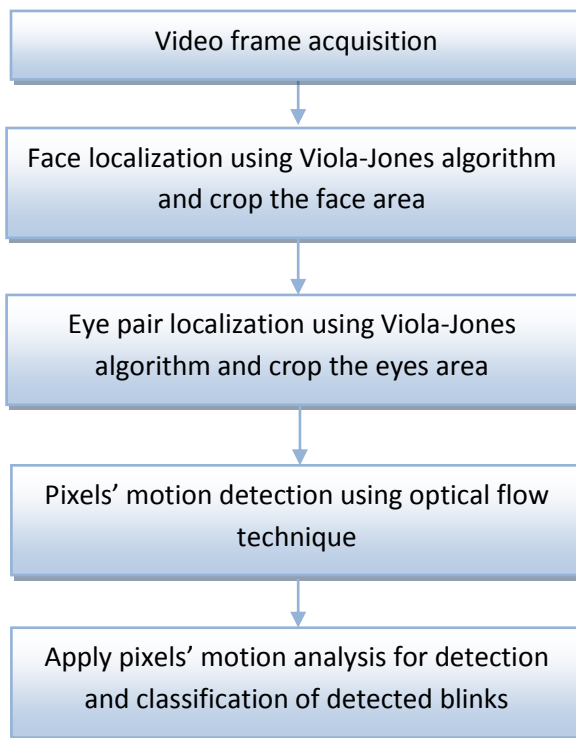 Video frame acquisition
Face localization using Viola-Jones algorithm
and crop the face area
Eye pair localization using Viola-Jones
algorithm and crop the eyes area
Pixels’ motion detection using optical flow
technique
Apply pixels’ motion analysis for detection
and classification of detected blinks